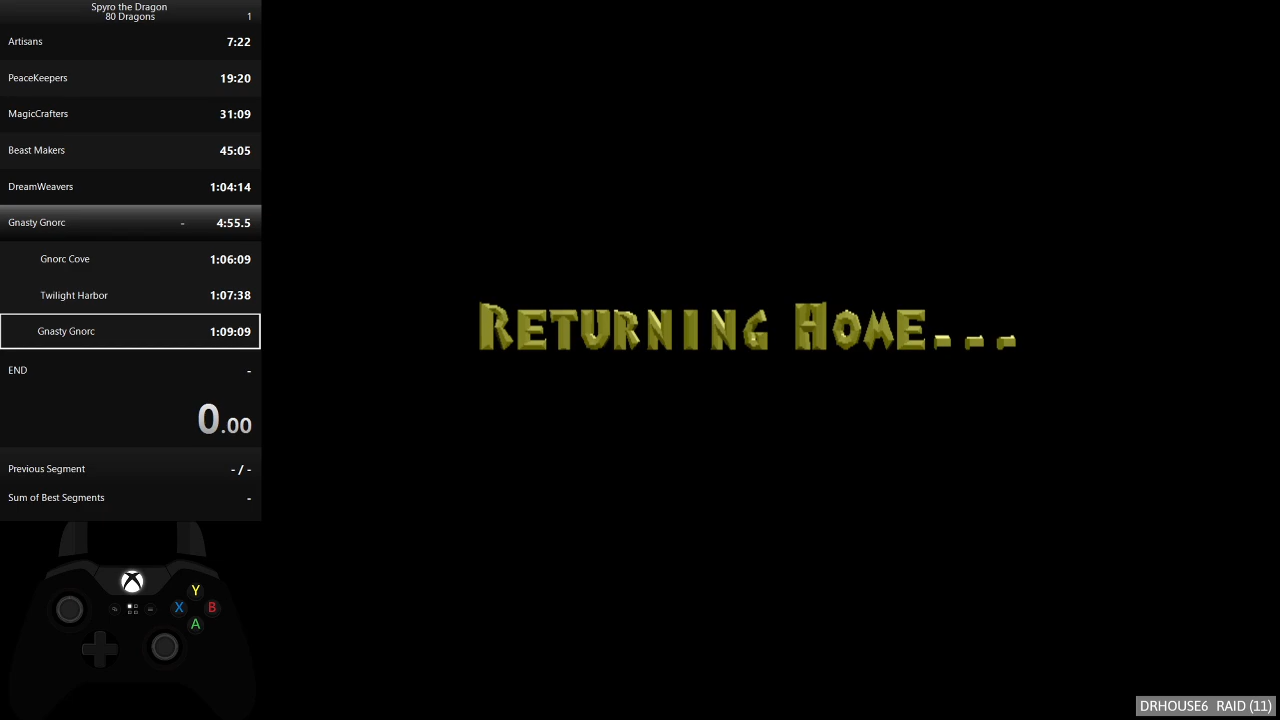 Spyro the Dragon
80 Dragons 1
Artisans 7:22
PeaceKeepers 19:20
MagicCrafters 31:09
Beast Makers 45:05
DreamWeavers 1:04:14
Gnasty Gnorc - 4:55.5
Gnorc Cove 1:06:09
Twilight Harbor 1:07:38
Gnasty Gnorc 1:09:09
END -
0.00
Previous Segment - / -
Sum of Best Segments -
RETURNING HOME...
Y
X B
A
DRHOUSE6 RAID (11)